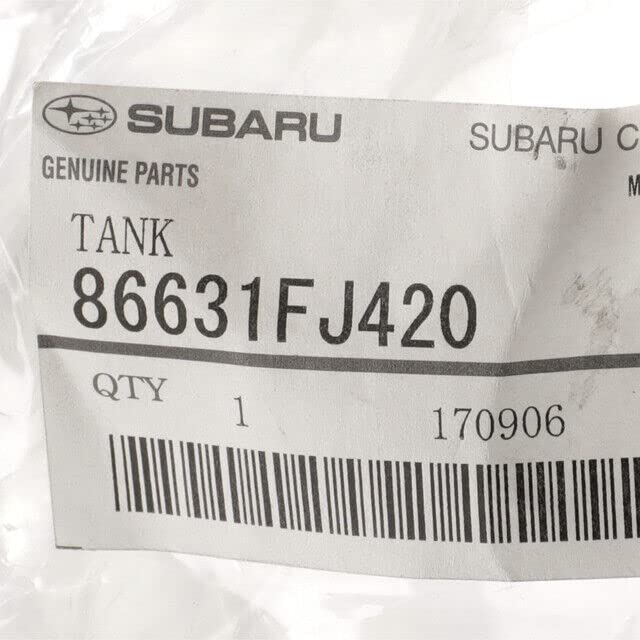 SUBARU
SUBARU C
GENUINE PARTS
M
TANK
86631FJ420
QTY 1 170906